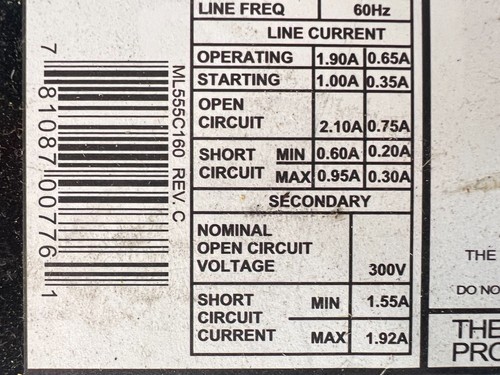 LINE FREQ 60Hz
LINE CURRENT
OPERATING 1.90A 0.65A
STARTING 1.00A 0.35A
OPEN
CIRCUIT 2.10A 0.75A
SHORT MIN 0.60A 0.20A
CIRCUIT MAX 0.95A 0.30A
SECONDARY
NOMINAL
OPEN CIRCUIT
VOLTAGE 300V
SHORT MIN 1.55A
CIRCUIT
CURRENT MAX 1.92A
ML555C160 REV. C
7 81087 00776 1
THE
DO NO
THE
PRO